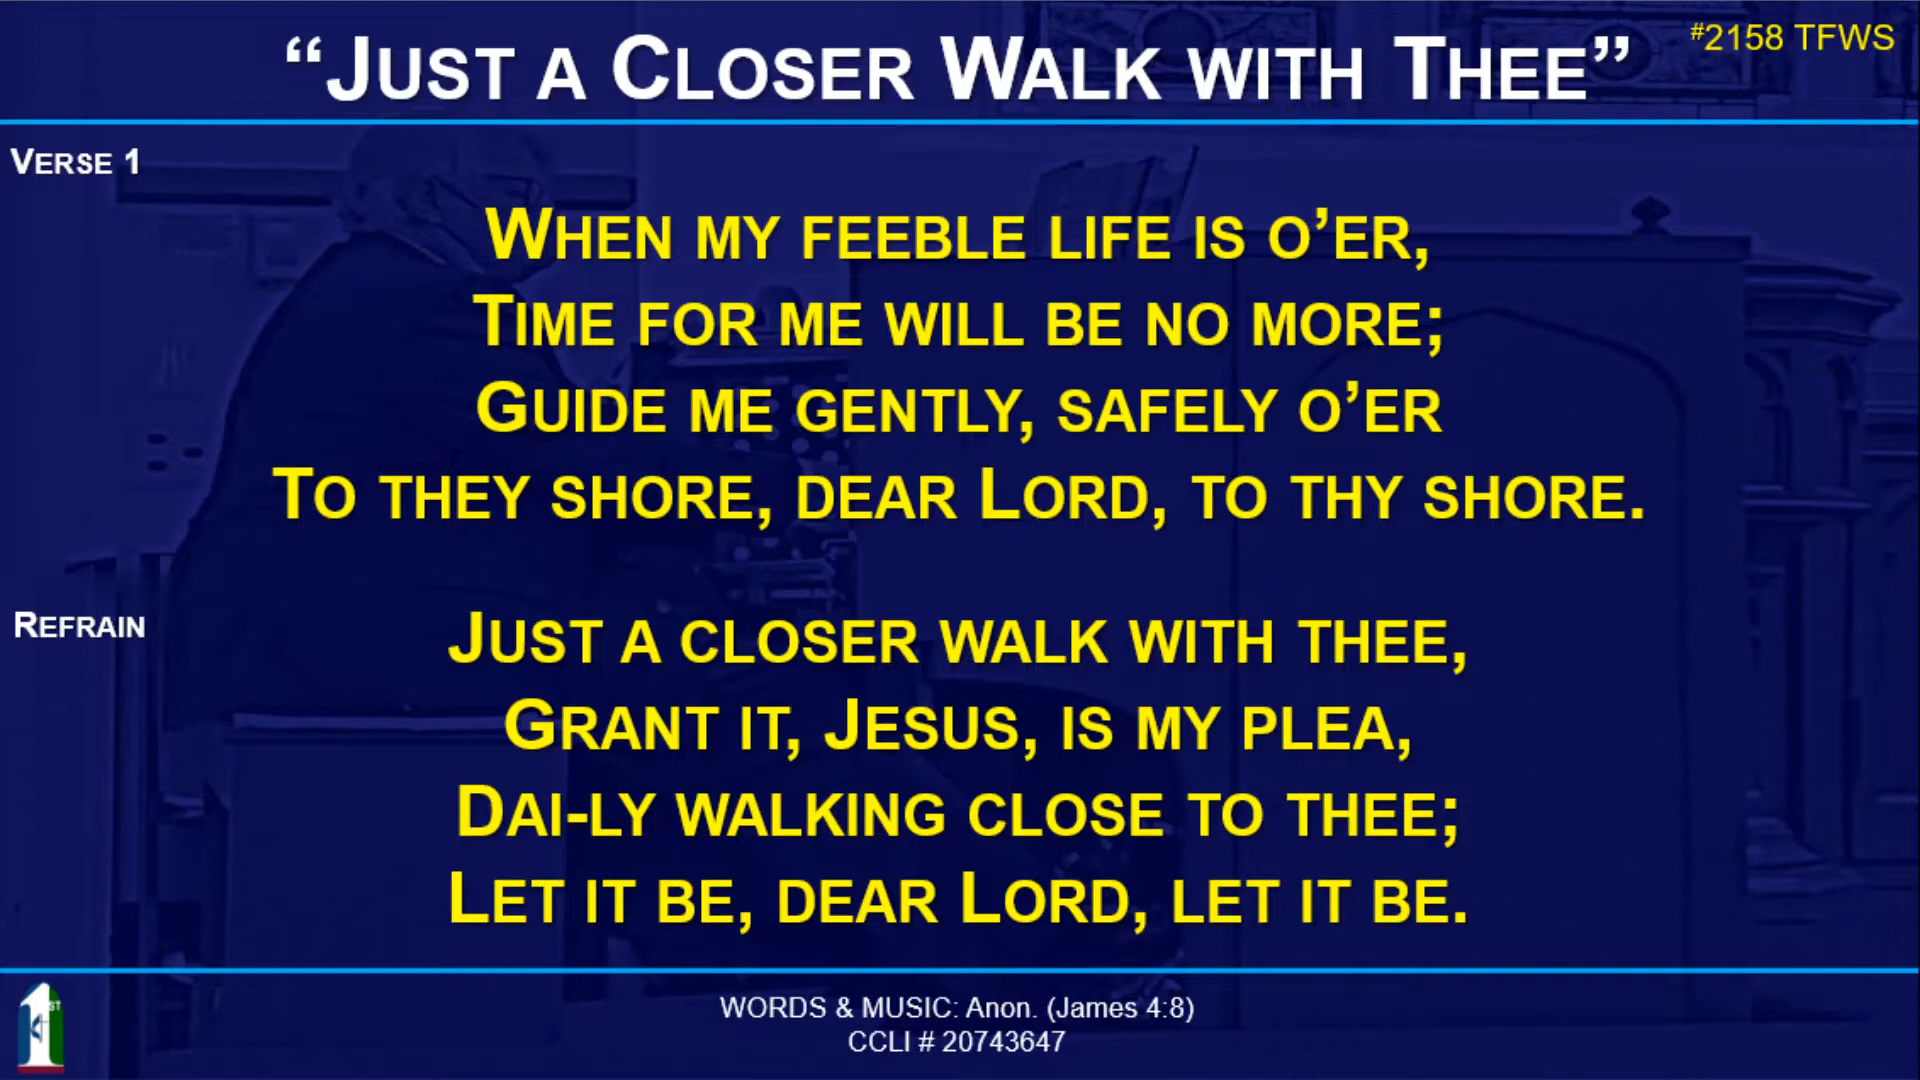 “Just a Closer Walk with Thee”
#2158 TFWS
Verse 1
When my feeble life is o’er,
Time for me will be no more;
Guide me gently, safely o’er
To they shore, dear Lord, to thy shore.
Refrain
Just a closer walk with thee,
Grant it, Jesus, is my plea,
Dai-ly walking close to thee;
Let it be, dear Lord, let it be.
1ST
WORDS & MUSIC: Anon. (James 4:8)
CCLI # 20743647